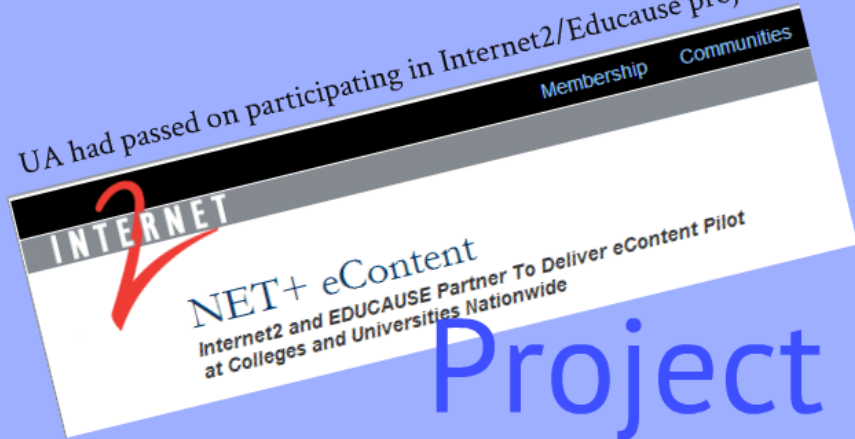 UA had passed on participating in Internet2/Educause
Membership Communities
INTERNET
2
NET+ eContent
Internet2 and EDUCAUSE Partner To Deliver eContent Pilot
at Colleges and Universities Nationwide
Project